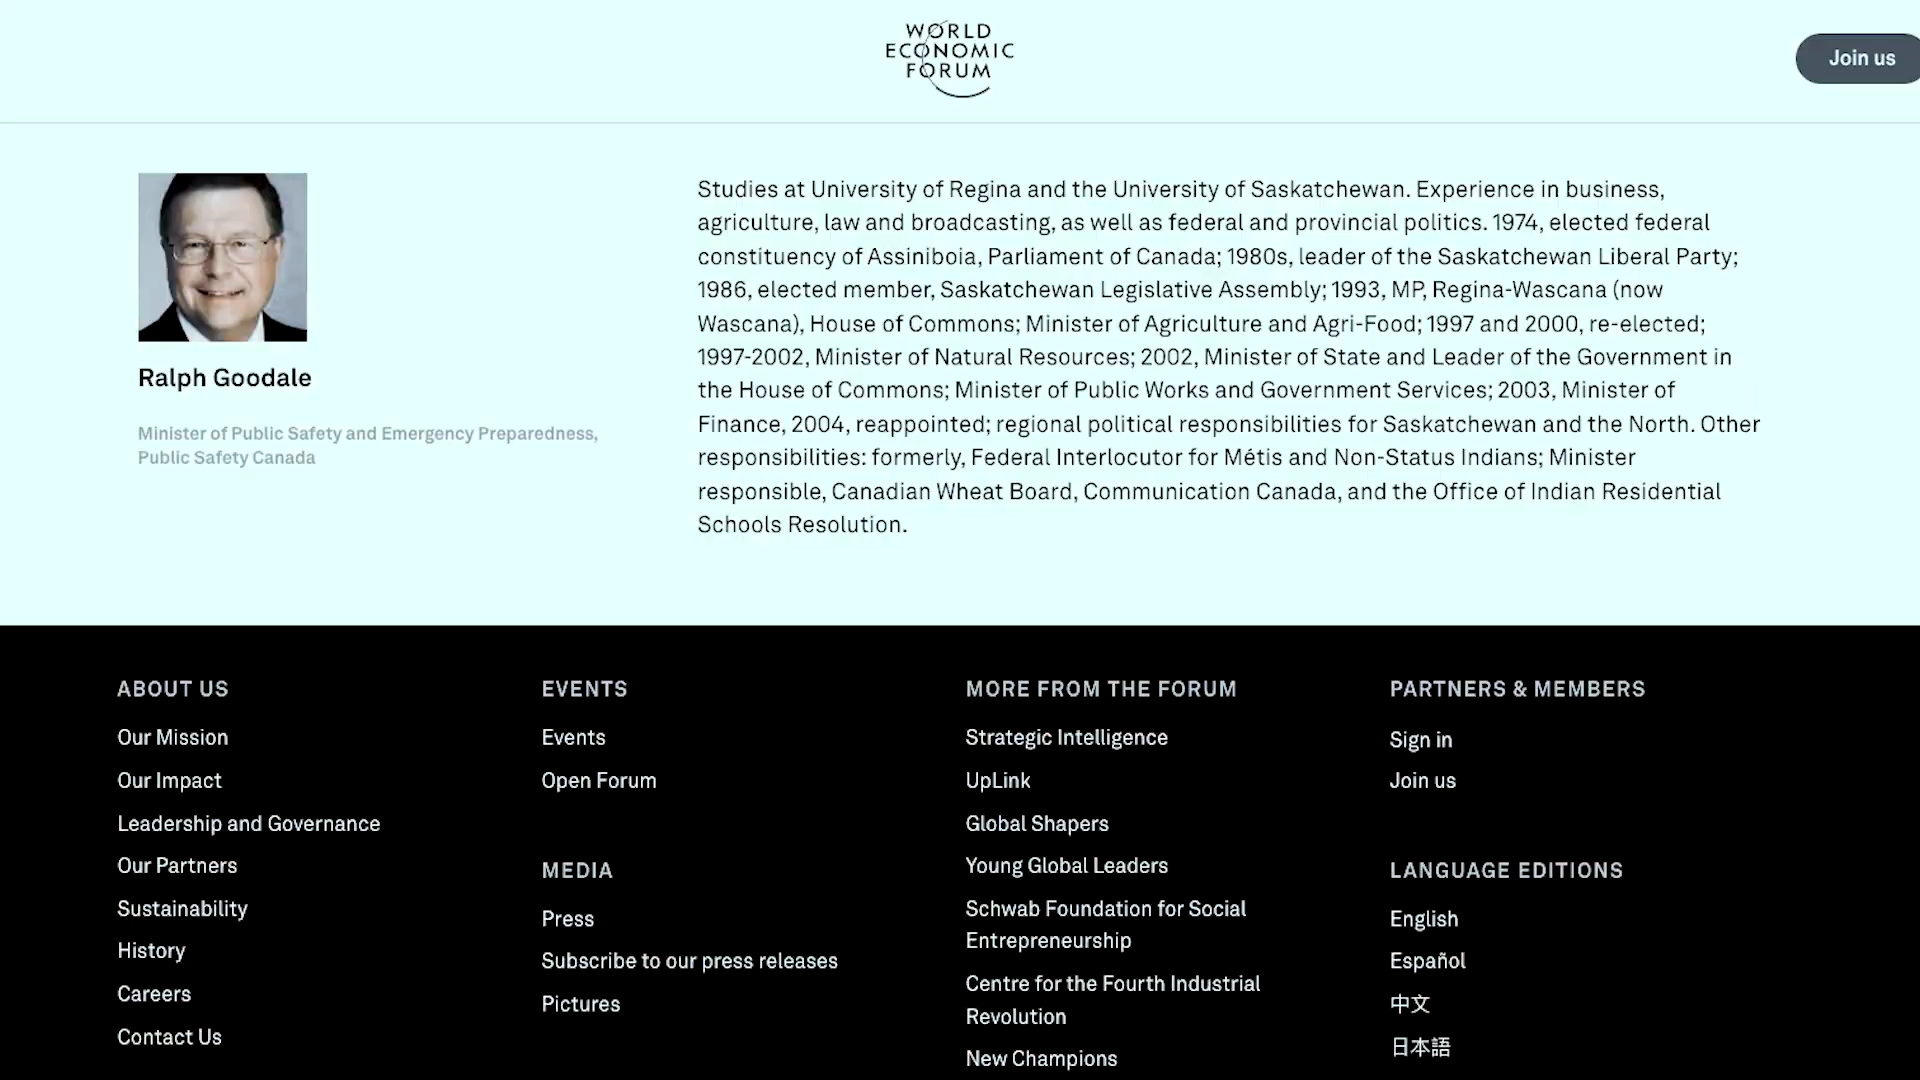 WORLD
ECONOMIC
FORUM
Join us
Ralph Goodale
Minister of Public Safety and Emergency Preparedness,
Public Safety Canada
Studies at University of Regina and the University of Saskatchewan. Experience in business,
agriculture, law and broadcasting, as well as federal and provincial politics. 1974, elected federal
constituency of Assiniboia, Parliament of Canada; 1980s, leader of the Saskatchewan Liberal Party;
1986, elected member, Saskatchewan Legislative Assembly; 1993, MP, Regina-Wascana (now
Wascana), House of Commons; Minister of Agriculture and Agri-Food; 1997 and 2000, re-elected;
1997-2002, Minister of Natural Resources; 2002, Minister of State and Leader of the Government in
the House of Commons; Minister of Public Works and Government Services; 2003, Minister of
Finance, 2004, reappointed; regional political responsibilities for Saskatchewan and the North. Other
responsibilities: formerly, Federal Interlocutor for Métis and Non-Status Indians; Minister
responsible, Canadian Wheat Board, Communication Canada, and the Office of Indian Residential
Schools Resolution.
ABOUT US
Our Mission
Our Impact
Leadership and Governance
Our Partners
Sustainability
History
Careers
Contact Us
EVENTS
Events
Open Forum
MEDIA
Press
Subscribe to our press releases
Pictures
MORE FROM THE FORUM
Strategic Intelligence
UpLink
Global Shapers
Young Global Leaders
Schwab Foundation for Social
Entrepreneurship
Centre for the Fourth Industrial
Revolution
New Champions
PARTNERS & MEMBERS
Sign in
Join us
LANGUAGE EDITIONS
English
Español
中文
日本語